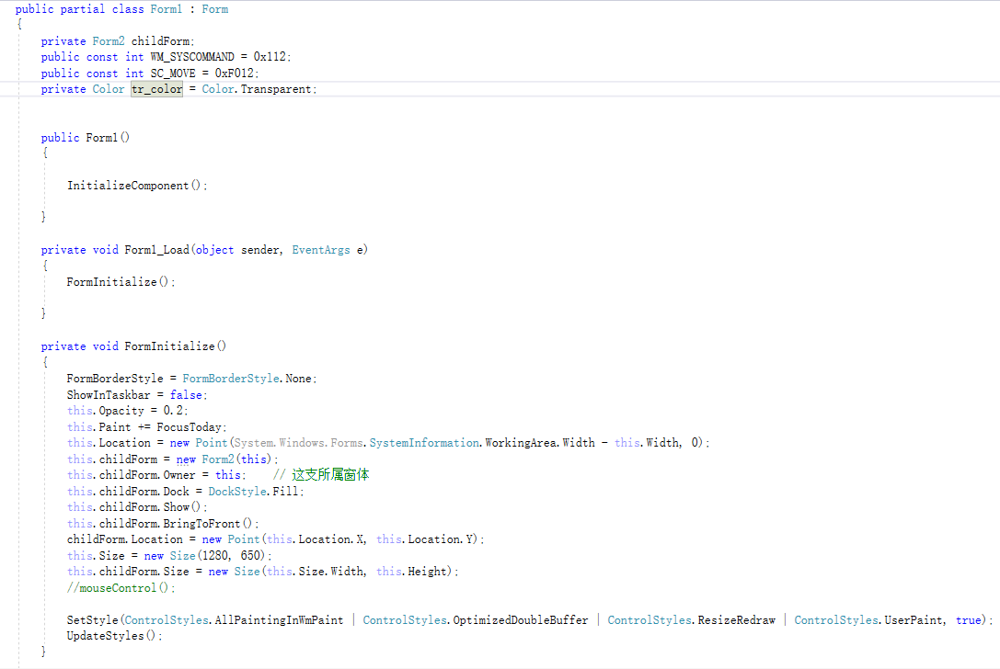 public partial class Form1 : Form
{
private Form2 childForm;
public const int WM_SYSCOMMAND = 0x112;
public const int SC_MOVE = 0xF012;
private Color tr_color = Color.Transparent;
public Form1()
{
InitializeComponent();
}
private void Form1_Load(object sender, EventArgs e)
{
FormInitialize();
}
private void FormInitialize()
{
FormBorderStyle = FormBorderStyle.None;
ShowInTaskbar = false;
this.Opacity = 0.2;
this.Paint += FocusToday;
this.Location = new Point(System.Windows.Forms.SystemInformation.WorkingArea.Width - this.Width, 0);
this.childForm = new Form2(this);
this.childForm.Owner = this;    // 这支所属窗体
this.childForm.Dock = DockStyle.Fill;
this.childForm.Show();
this.childForm.BringToFront();
childForm.Location = new Point(this.Location.X, this.Location.Y);
this.Size = new Size(1280, 650);
this.childForm.Size = new Size(this.Size.Width, this.Height);
//mouseControl();
SetStyle(ControlStyles.AllPaintingInWmPaint | ControlStyles.OptimizedDoubleBuffer | ControlStyles.ResizeRedraw | ControlStyles.UserPaint, true);
UpdateStyles();
}